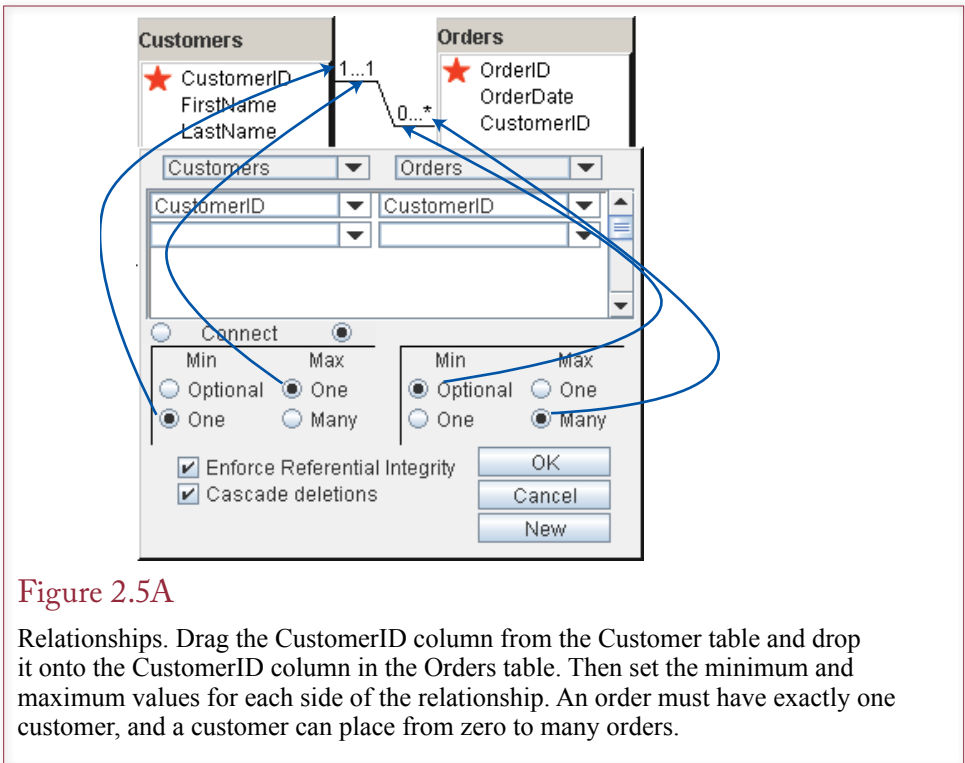 Customers
Orders
CustomerID
FirstName
LastName
1...1
0...*
OrderID
OrderDate
CustomerID
Customers
Orders
CustomerID
CustomerID
Connect
Min Max
Optional One
One Many
Min Max
Optional One
One Many
Enforce Referential Integrity
Cascade deletions
OK
Cancel
New
Figure 2.5A
Relationships. Drag the CustomerID column from the Customer table and drop
it onto the CustomerID column in the Orders table. Then set the minimum and
maximum values for each side of the relationship. An order must have exactly one
customer, and a customer can place from zero to many orders.